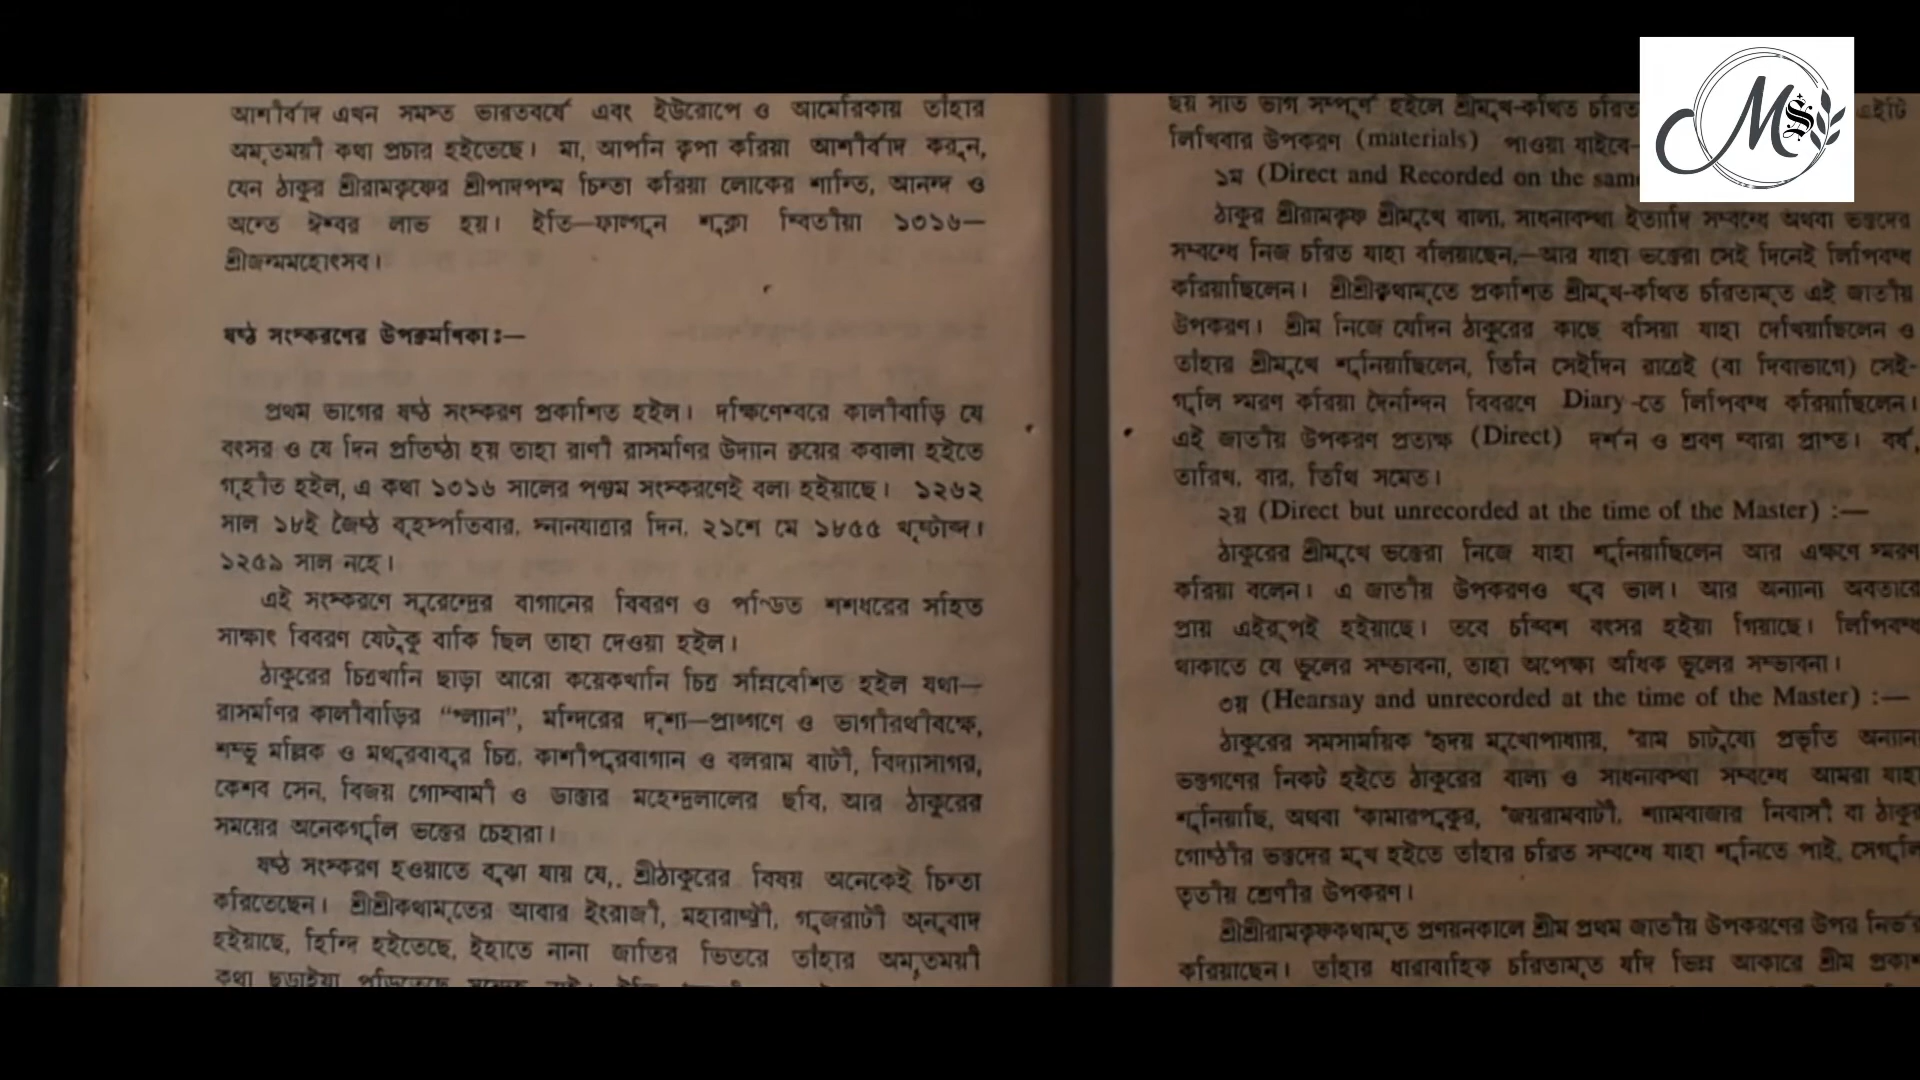 আশীর্বাদ এখন সমস্ত ভারতবর্ষে এবং ইউরোপে ও আমেরিকায় তাঁহার
অমৃতময়ী কথা প্রচার হইতেছে। মা, আপনি কৃপা করিয়া আশীর্বাদ করুন,
যেন ঠাকুর শ্রীরামকৃষ্ণের শ্রীপাদপদ্ম চিন্তা করিয়া লোকের শান্তি, আনন্দ ও
অন্তে ঈশ্বর লাভ হয়। ইতি—ফাল্গুন শুক্লা দ্বিতীয়া ১৩১৬—
শ্রীজন্মমহোৎসব।
ষষ্ঠ সংস্করণের উপক্রমণিকা:—
প্রথম ভাগের ষষ্ঠ সংস্করণ প্রকাশিত হইল। দক্ষিণেশ্বরে কালীবাড়ি যে
বৎসর ও যে দিন প্রতিষ্ঠা হয় তাহা রাণী রাসমণির উদ্যান ক্রয়ের কবালা হইতে
গৃহীত হইল, এ কথা ১৩১৬ সালের পঞ্চম সংস্করণেই বলা হইয়াছে। ১২৬২
সাল ১৮ই জ্যৈষ্ঠ বৃহস্পতিবার, স্নানযাত্রার দিন, ৩১শে মে ১৮৫৫ খৃষ্টাব্দ।
১২৫৯ সাল নহে।
এই সংস্করণে সুরেন্দ্রের বাগানের বিবরণ ও পণ্ডিত শশধরের সহিত
সাক্ষাৎ বিবরণ যেটুকু বাকি ছিল তাহা দেওয়া হইল।
ঠাকুরের চিত্রখানি ছাড়া আরো কয়েকখানি চিত্র সন্নিবেশিত হইল যথা—
রাসমণির কালীবাড়ির "প্ল্যান", মন্দিরের দৃশ্য—প্রাঙ্গণে ও ভাগীরথীবক্ষে,
শম্ভু মল্লিক ও মথুরবাবুর চিত্র, কাশীপুরবাগান ও বলরাম বাটী, বিদ্যাসাগর,
কেশব সেন, বিজয় গোস্বামী ও ডাক্তার মহেন্দ্রলালের ছবি, আর ঠাকুরের
সময়ের অনেকগুলি ভক্তের চেহারা।
ষষ্ঠ সংস্করণ হওয়াতে বুঝা যায় যে,. শ্রীঠাকুরের বিষয় অনেকেই চিন্তা
করিতেছেন। শ্রীশ্রীকথামৃতের আবার ইংরাজী, মহারাষ্ট্রী, গুজরাটী অনুবাদ
হইয়াছে, হিন্দি হইতেছে, ইহাতে নানা জাতির ভিতরে তাঁহার অমৃতময়ী
কথা ছড়াইয়া পড়িতেছে
ছয় সাত ভাগ সম্পূর্ণ হইলে শ্রীমুখ-কথিত চরিত এইটি
লিখিবার উপকরণ (materials) পাওয়া যাইবে-
১ম (Direct and Recorded on the same
ঠাকুর শ্রীরামকৃষ্ণ শ্রীমুখে বাল্য, সাধনাবস্থা ইত্যাদি সম্বন্ধে অথবা ভক্তদের
সম্বন্ধে নিজ চরিত যাহা বলিয়াছেন,—আর যাহা ভক্তেরা সেই দিনেই লিপিবদ্ধ
করিয়াছিলেন। শ্রীশ্রীকথামৃতে প্রকাশিত শ্রীমুখ-কথিত চরিতামৃত এই জাতীয়
উপকরণ। শ্রীম নিজে যেদিন ঠাকুরের কাছে বসিয়া যাহা দেখিয়াছিলেন ও
তাঁহার শ্রীমুখে শুনিয়াছিলেন, তিনি সেইদিন রাত্রেই (বা দিবাভাগে) সেই-
গুলি স্মরণ করিয়া দৈনন্দিন বিবরণে Diary-তে লিপিবদ্ধ করিয়াছিলেন।
এই জাতীয় উপকরণ প্রত্যক্ষ (Direct) দর্শন ও শ্রবণ দ্বারা প্রাপ্ত। বর্ষ,
তারিখ, বার, তিথি সমেত।
২য় (Direct but unrecorded at the time of the Master) :—
ঠাকুরের শ্রীমুখে ভক্তেরা নিজে যাহা শুনিয়াছিলেন আর এক্ষণে স্মরণ
করিয়া বলেন। এ জাতীয় উপকরণও খুব ভাল। আর অন্যান্য অবতারে
প্রায় এইরূপই হইয়াছে। তবে চব্বিশ বৎসর হইয়া গিয়াছে। লিপিবদ্ধ
থাকাতে যে ভুলের সম্ভাবনা, তাহা অপেক্ষা অধিক ভুলের সম্ভাবনা।
৩য় (Hearsay and unrecorded at the time of the Master) :—
ঠাকুরের সমসাময়িক ঁহৃদয় মুখোপাধ্যায়, ঁরাম চাটুয্যে প্রভৃতি অন্যান্য
ভক্তগণের নিকট হইতে ঠাকুরের বাল্য ও সাধনাবস্থা সম্বন্ধে আমরা যাহা
শুনিয়াছি, অথবা ঁকামারপুকুর, ঁজয়রামবাটী, শ্যামবাজার নিবাসী বা ঠাকুর
গোষ্ঠীর ভক্তদের মুখ হইতে তাঁহার চরিত সম্বন্ধে যাহা শুনিতে পাই, সেগুলি
তৃতীয় শ্রেণীর উপকরণ।
শ্রীশ্রীরামকৃষ্ণকথামৃত প্রণয়নকালে শ্রীম প্রথম জাতীয় উপকরণের উপর নির্ভর
করিয়াছেন। তাঁহার ধারাবাহিক চরিতামৃত যদি ভিন্ন আকারে শ্রীম প্রকাশ
MS